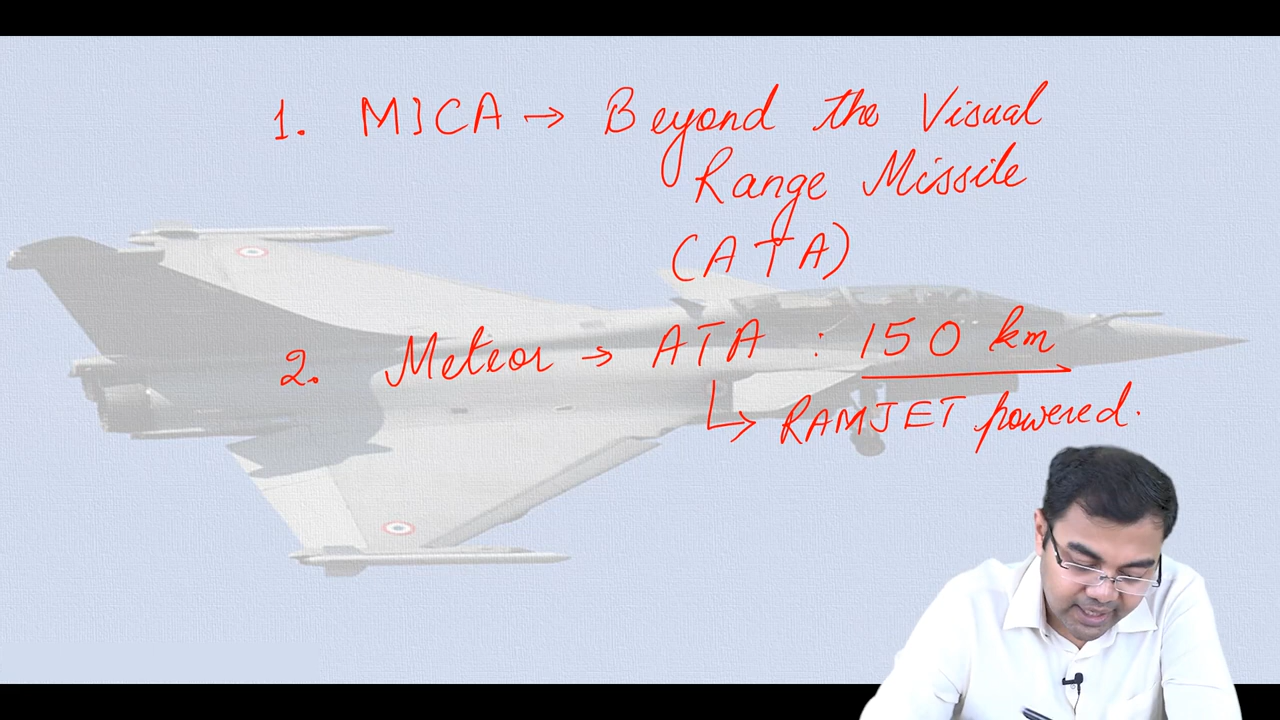 1. MICA → Beyond the Visual
Range Missile
(ATA)
2. Meteor → ATA : 150 km
↳ RAMJET powered.